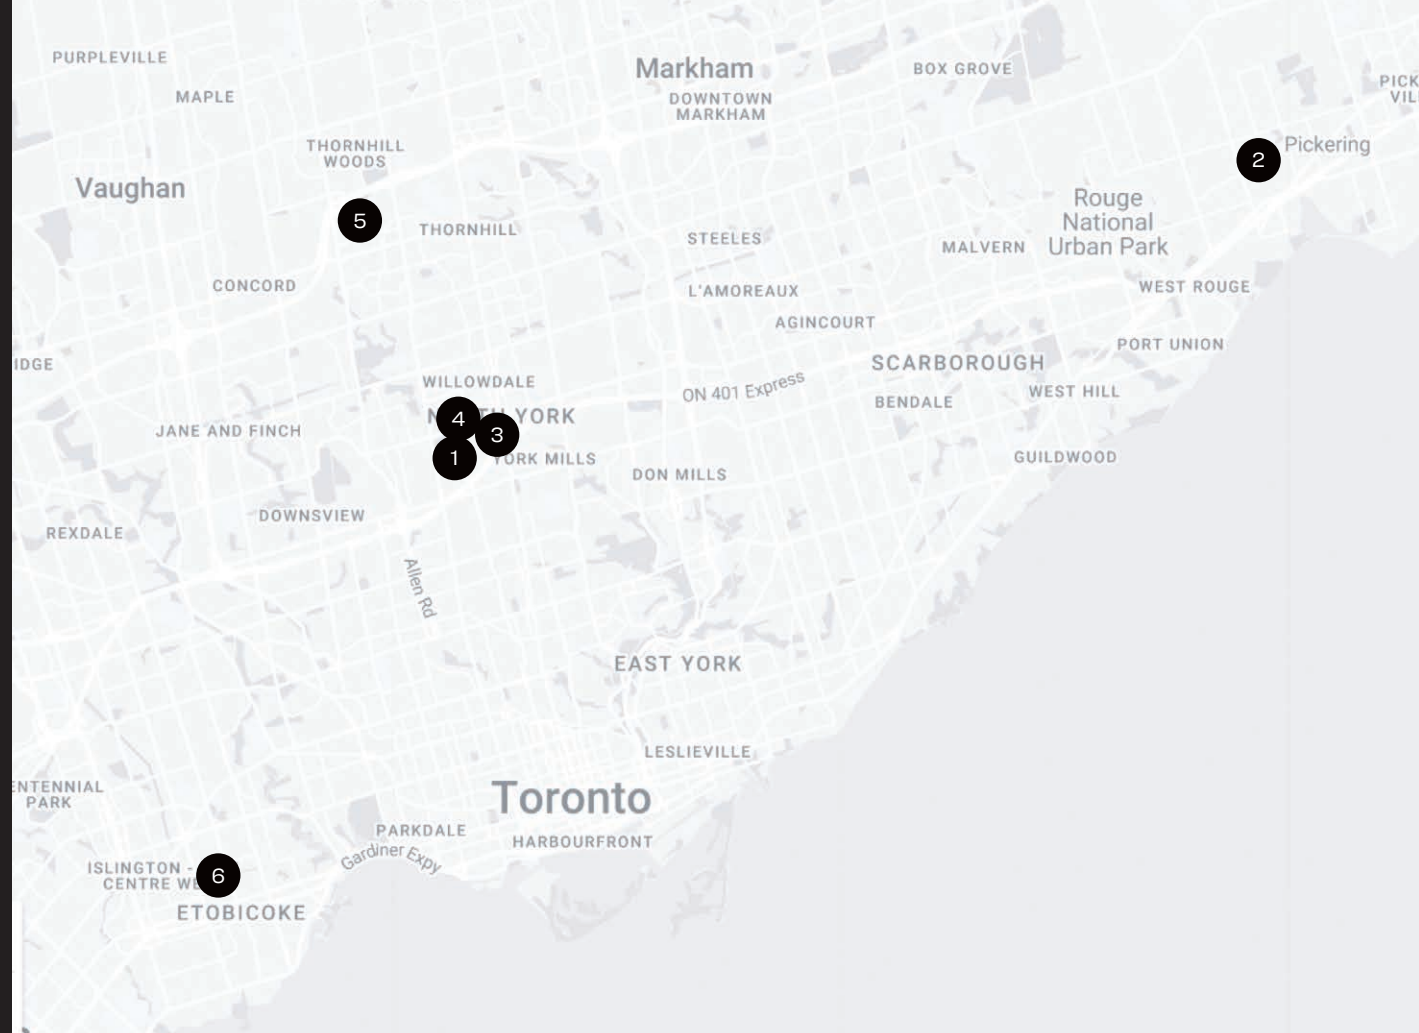 PURPLEVILLE
MAPLE
Markham
DOWNTOWN
MARKHAM
BOX GROVE
PICK
VIL
THORNHILL
WOODS
Pickering
2
Vaughan
5
THORNHILL
STEELES
Rouge
National
Urban Park
MALVERN
CONCORD
L'AMOREAUX
WEST ROUGE
AGINCOURT
PORT UNION
IDGE
SCARBOROUGH
WILLOWDALE
ON 401 Express
WEST HILL
BENDALE
4
YORK
3
JANE AND FINCH
1
YORK MILLS
GUILDWOOD
DON MILLS
DOWNSVIEW
REXDALE
Allen Rd
EAST YORK
LESLIEVILLE
ENTENNIAL
PARK
Toronto
PARKDALE
HARBOURFRONT
Gardiner Expy
ISLINGTON -
CENTRE WE
6
ETOBICOKE